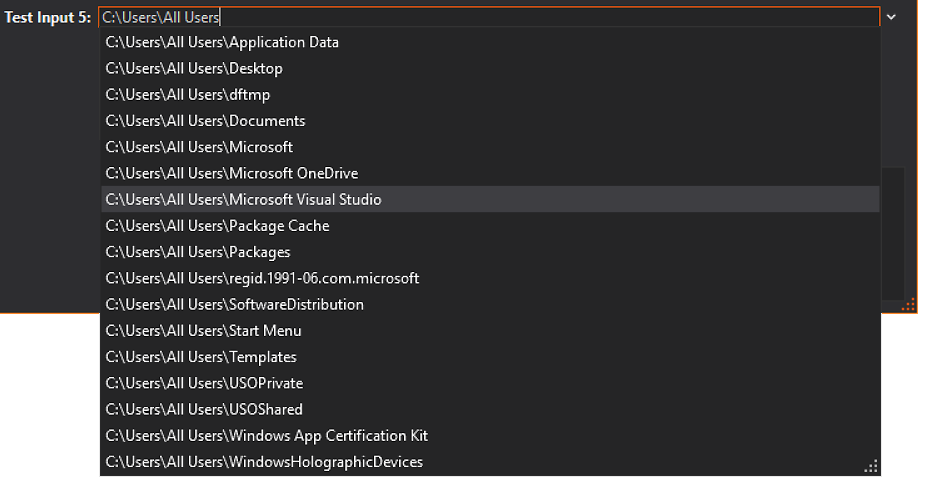 Test Input 5: C:\Users\All Users
C:\Users\All Users\Application Data
C:\Users\All Users\Desktop
C:\Users\All Users\dftmp
C:\Users\All Users\Documents
C:\Users\All Users\Microsoft
C:\Users\All Users\Microsoft OneDrive
C:\Users\All Users\Microsoft Visual Studio
C:\Users\All Users\Package Cache
C:\Users\All Users\Packages
C:\Users\All Users\regid.1991-06.com.microsoft
C:\Users\All Users\SoftwareDistribution
C:\Users\All Users\Start Menu
C:\Users\All Users\Templates
C:\Users\All Users\USOPrivate
C:\Users\All Users\USOShared
C:\Users\All Users\Windows App Certification Kit
C:\Users\All Users\WindowsHolographicDevices